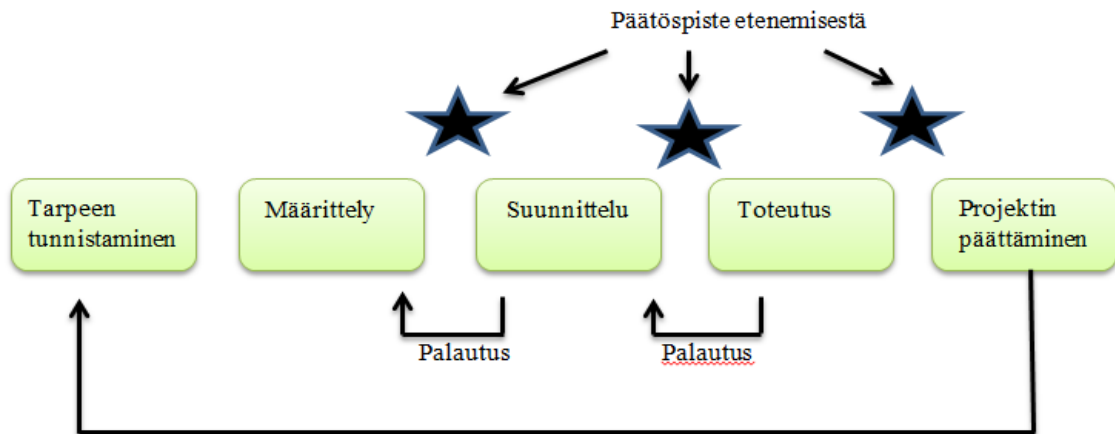 Päätöspiste etenemisestä
Tarpeen
tunnistaminen
Määrittely
Suunnittelu
Toteutus
Projektin
päättäminen
Palautus
Palautus